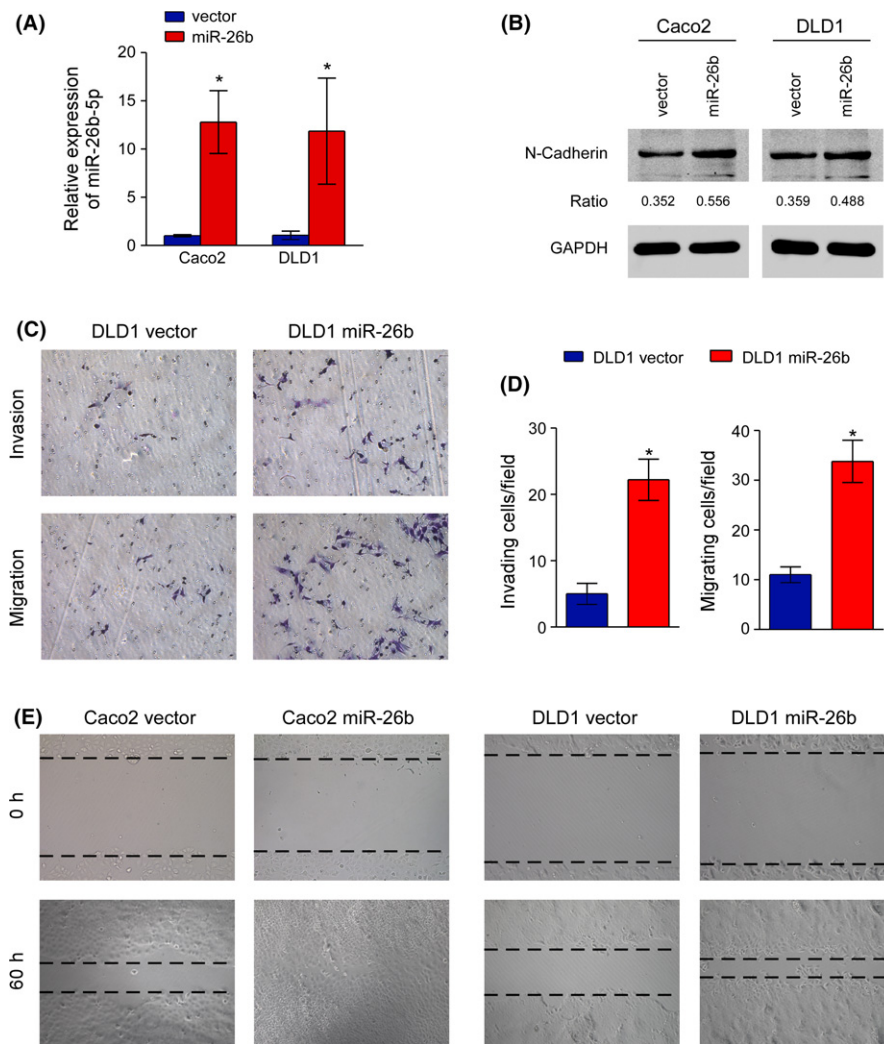 (A)
vector
miR-26b
Relative expression
of miR-26b-5p
20
15
10
5
0
*
*
Caco2
DLD1
(B)
Caco2
DLD1
vector
miR-26b
vector
miR-26b
N-Cadherin
Ratio
0.352
0.556
0.359
0.488
GAPDH
(C)
DLD1 vector
DLD1 miR-26b
Invasion
Migration
(D)
DLD1 vector
DLD1 miR-26b
Invading cells/field
30
20
10
0
*
Migrating cells/field
40
30
20
10
0
*
(E)
Caco2 vector
Caco2 miR-26b
DLD1 vector
DLD1 miR-26b
0 h
60 h